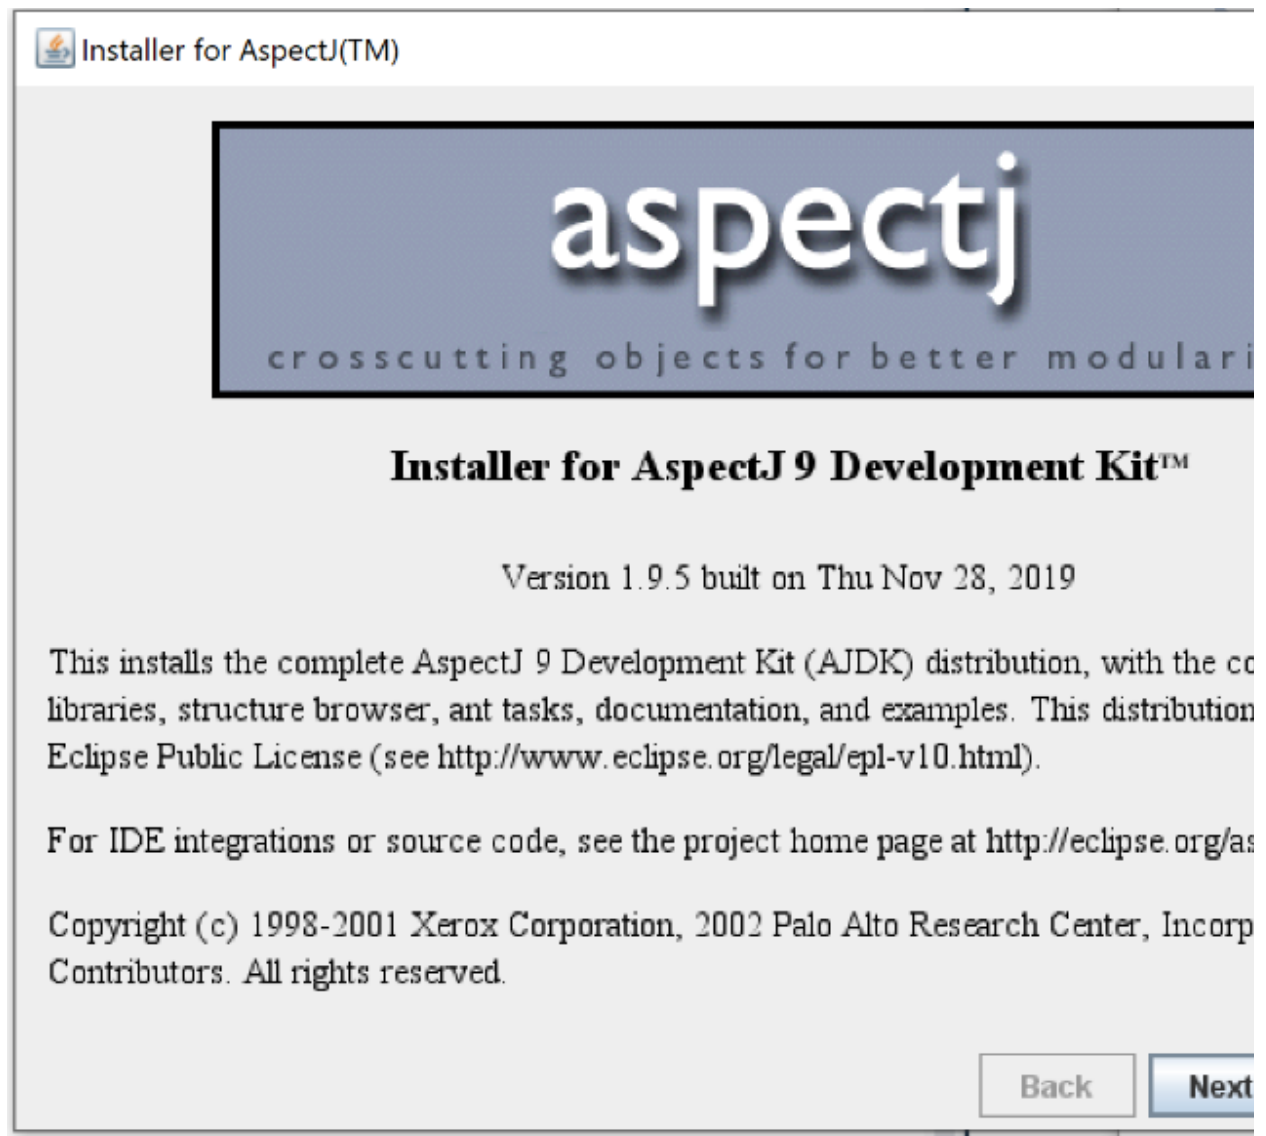 Installer for AspectJ(TM)
aspectj
crosscutting objects for better modulari
Installer for AspectJ 9 Development Kit™
Version 1.9.5 built on Thu Nov 28, 2019
This installs the complete AspectJ 9 Development Kit (AJDK) distribution, with the co
libraries, structure browser, ant tasks, documentation, and examples. This distribution
Eclipse Public License (see http://www.eclipse.org/legal/epl-v10.html).
For IDE integrations or source code, see the project home page at http://eclipse.org/as
Copyright (c) 1998-2001 Xerox Corporation, 2002 Palo Alto Research Center, Incorp
Contributors. All rights reserved.
Back Next